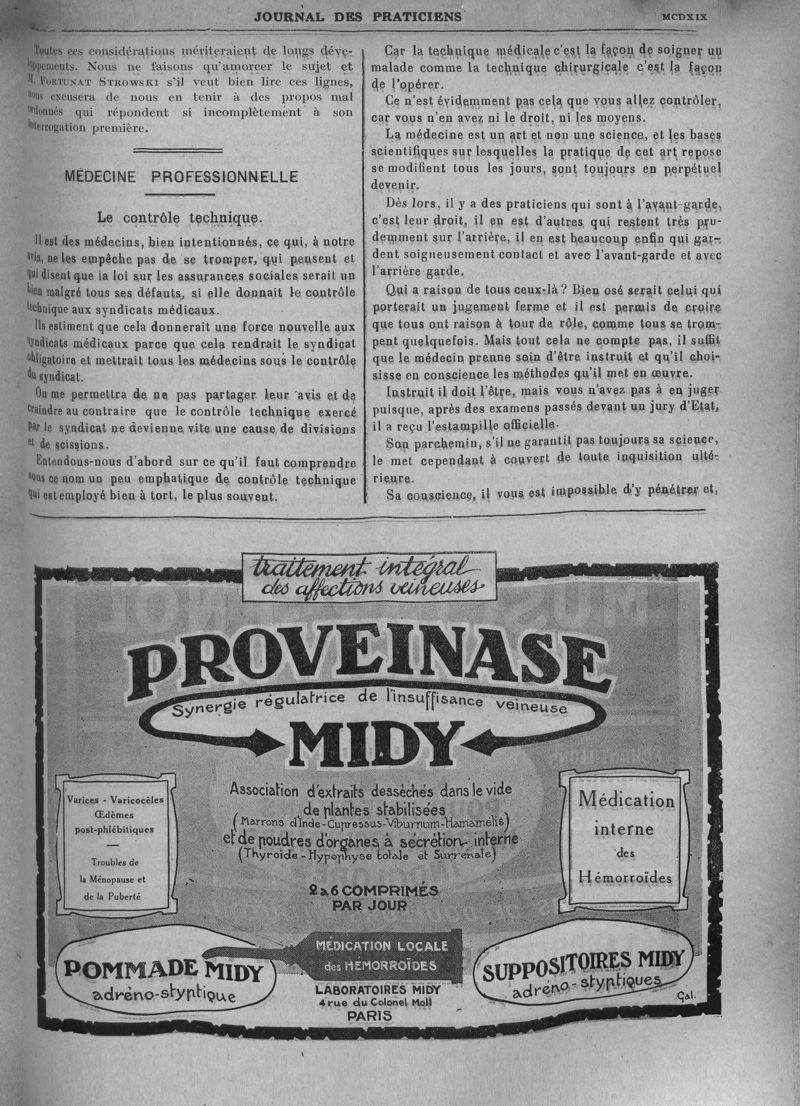 JOURNAL DES PRATICIENS
MCDXIX
Toutes ces considérations mériteraient de longs déve-
loppements. Nous ne faisons qu'amorcer le sujet et
M. FORTUNAT STROWSKI s'il veut bien lire ces lignes,
nous excusera de nous en tenir à des propos mal
ordonnés qui répondent si incomplètement à son
interrogation première.
MÉDECINE PROFESSIONNELLE
Le contrôle technique.
Il est des médecins, bien intentionnés, ce qui, à notre
avis, ne les empêche pas de se tromper, qui pensent et
qui disent que la loi sur les assurances sociales serait un
bien malgré tous ses défauts, si elle donnait le contrôle
technique aux syndicats médicaux.
Ils estiment que cela donnerait une force nouvelle aux
syndicats médicaux parce que cela rendrait le syndicat
obligatoire et mettrait tous les médecins sous le contrôle
du syndicat.
On me permettra de ne pas partager leur avis et de
craindre au contraire que le contrôle technique exercé
par le syndicat ne devienne vite une cause de divisions
et de scissions.
Entendons-nous d'abord sur ce qu'il faut comprendre
sous ce nom un peu emphatique de contrôle technique
qui est employé bien à tort, le plus souvent.
Car la technique médicale c'est la façon de soigner un
malade comme la technique chirurgicale c'est la façon
de l'opérer.
Ce n'est évidemment pas cela que vous allez contrôler,
car vous n'en avez ni le droit, ni les moyens.
La médecine est un art et non une science, et les bases
scientifiques sur lesquelles la pratique de cet art repose
se modifient tous les jours, sont toujours en perpétuel
devenir.
Dès lors, il y a des praticiens qui sont à l'avant-garde,
c'est leur droit, il en est d'autres qui restent très pru-
demment sur l'arrière, il en est beaucoup enfin qui gar-
dent soigneusement contact et avec l'avant-garde et avec
l'arrière garde.
Qui a raison de tous ceux-là ? Bien osé serait celui qui
porterait un jugement ferme et il est permis de croire
que tous ont raison à tour de rôle, comme tous se trom-
pent quelquefois. Mais tout cela ne compte pas, il suffit
que le médecin prenne soin d'être instruit et qu'il choi-
sisse en conscience les méthodes qu'il met en œuvre.
Instruit il doit l'être, mais vous n'avez pas à en juger
puisque, après des examens passés devant un jury d'Etat,
il a reçu l'estampille officielle.
Son parchemin, s'il ne garantit pas toujours sa science,
le met cependant à couvert de toute inquisition ulté-
rieure.
Sa conscience, il vous est impossible d'y pénétrer et,
traitement intégral
des affections veineuses
PROVEINASE
Synergie régulatrice de l'insuffisance veineuse
MIDY
Association d'extraits desséchés dans le vide
de plantes stabilisées
(Marrons d'Inde-Cupressus-Viburnum-Hamamelis)
et de poudres d'organes à sécrétion interne
(Thyroïde - Hypophyse totale et Surrénale)
2 à 6 COMPRIMÉS
PAR JOUR
Varices - Varicocèles
Œdèmes
post-phlébitiques
Troubles de
la Ménopause et
de la Puberté
Médication
interne
des
Hémorroïdes
POMMADE MIDY
adréno-styptique
MÉDICATION LOCALE
des HÉMORROÏDES
LABORATOIRES MIDY
4 rue du Colonel Moll
PARIS
SUPPOSITOIRES MIDY
adréno-styptiques
Gal.